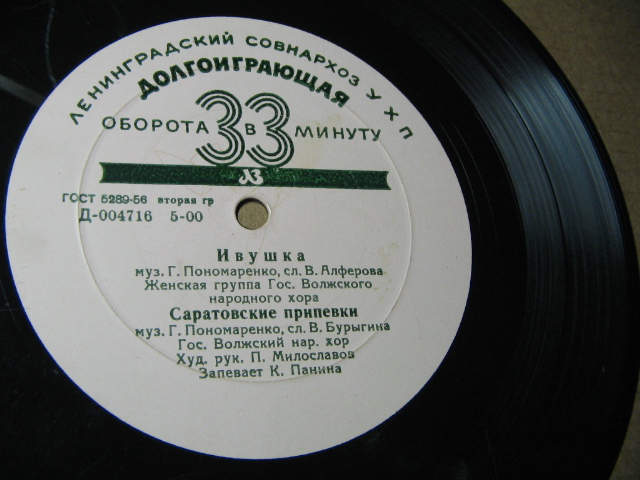 ЛЕНИНГРАДСКИЙ СОВНАРХОЗ УХП
ДОЛГОИГРАЮЩАЯ
ОБОРОТА 33 В МИНУТУ
ЛЗ
ГОСТ 5289-56 вторая гр
Д-004716 5-00
Ивушка
муз. Г. Пономаренко, сл. В. Алферова
Женская группа Гос. Волжского
народного хора
Саратовские припевки
муз. Г. Пономаренко, сл. В. Бурыгина
Гос. Волжский нар. хор
Худ. рук. П. Милославов
Запевает К. Панина